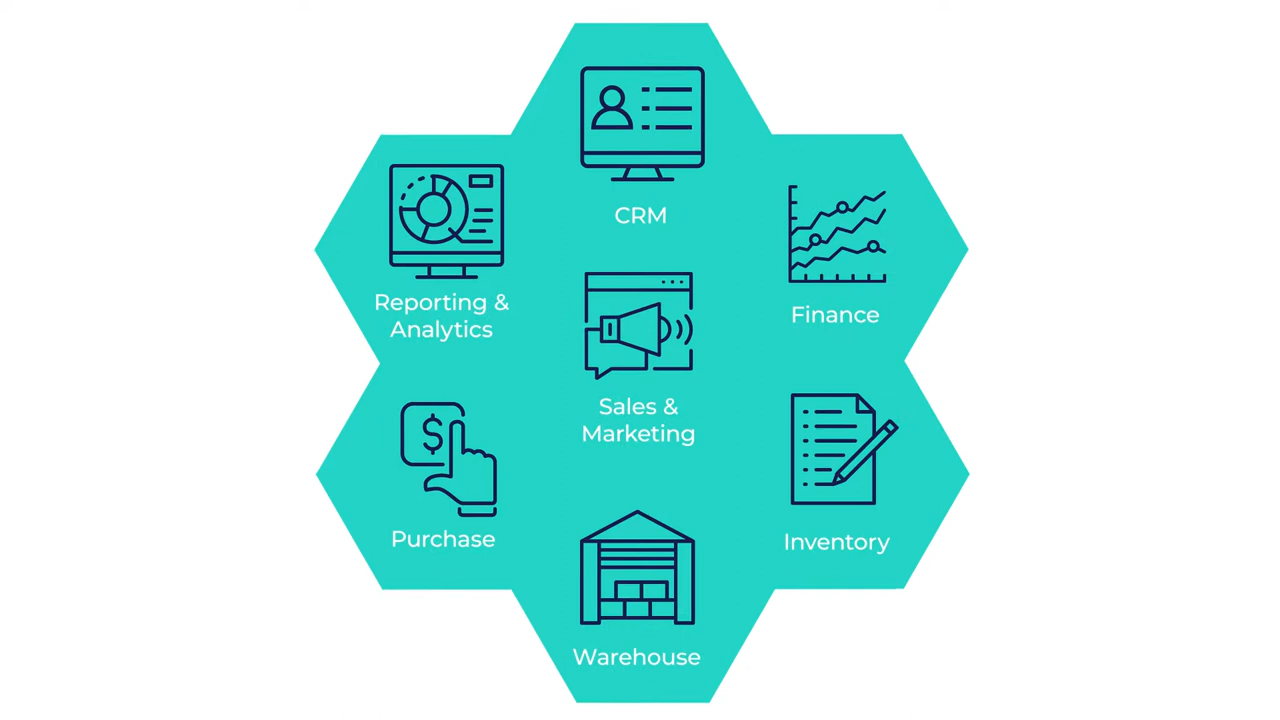 CRM
Reporting &
Analytics
Finance
Sales &
Marketing
$
Purchase
Inventory
Warehouse